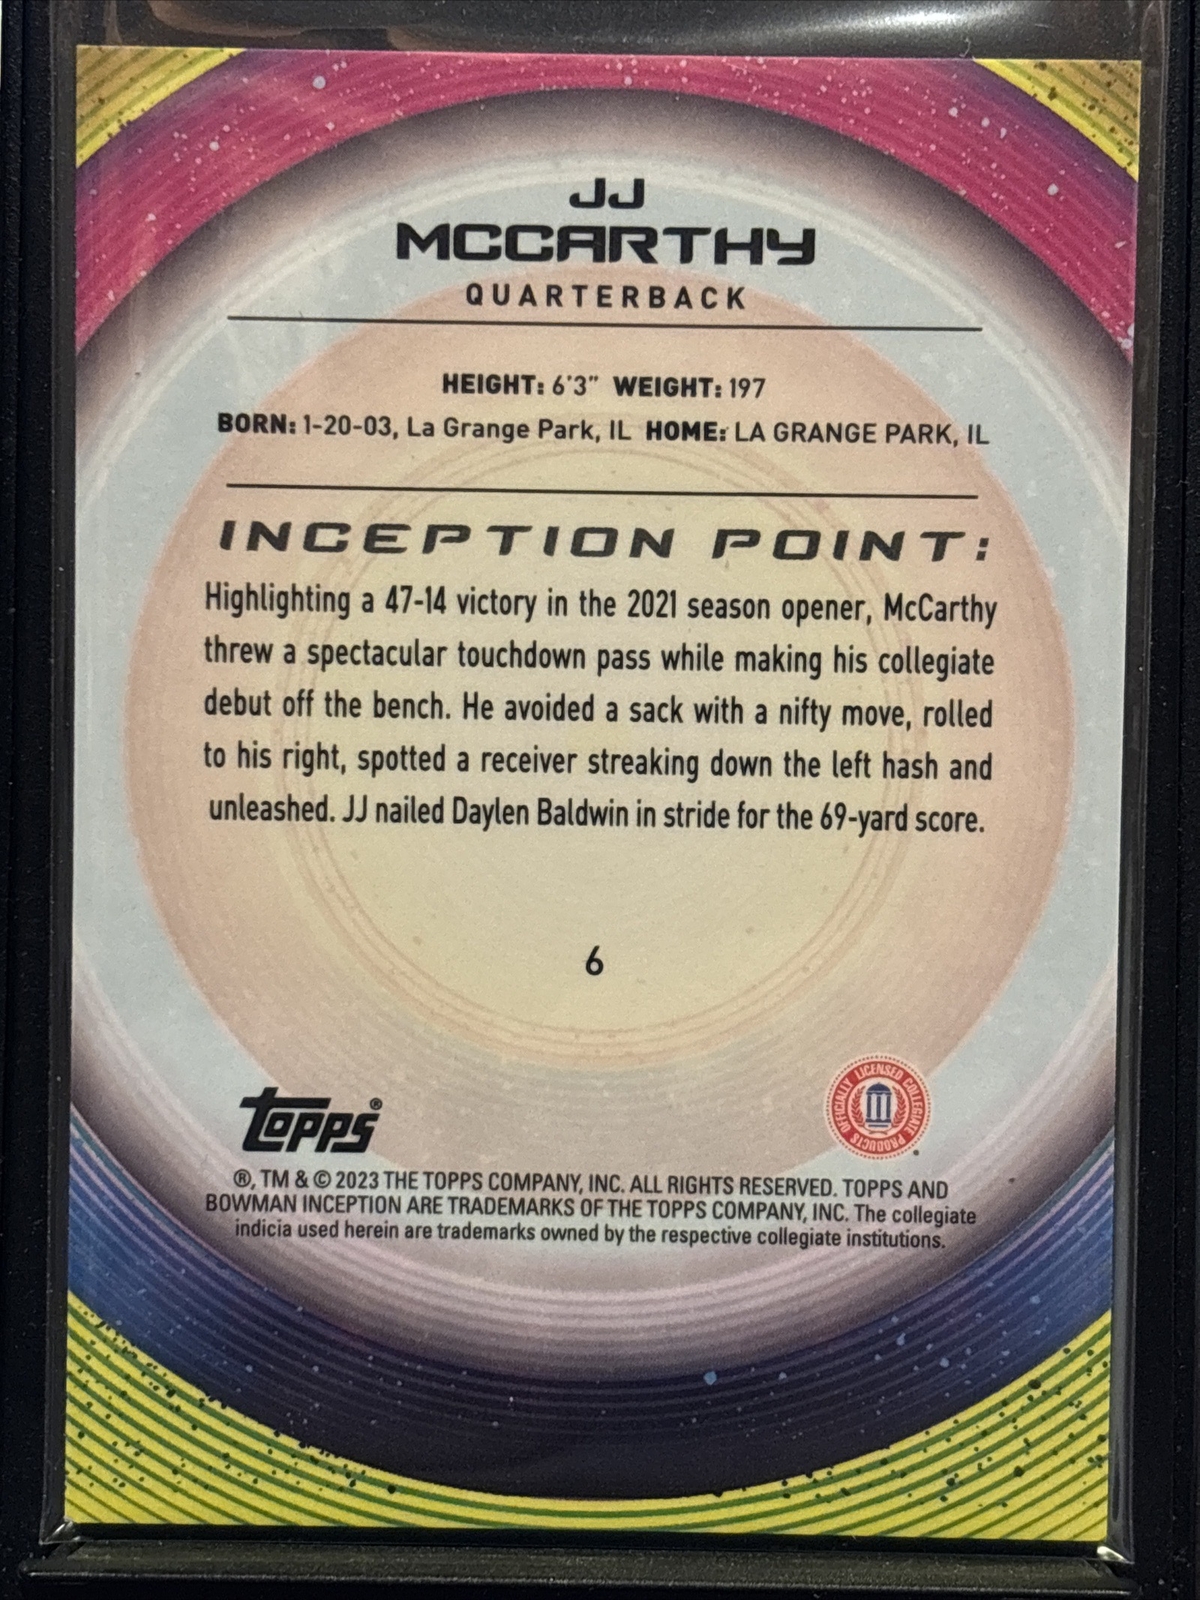 JJ
MCCARTHY
QUARTERBACK
HEIGHT: 6'3" WEIGHT: 197
BORN: 1-20-03, La Grange Park, IL HOME: LA GRANGE PARK, IL
INCEPTION POINT:
Highlighting a 47-14 victory in the 2021 season opener, McCarthy
threw a spectacular touchdown pass while making his collegiate
debut off the bench. He avoided a sack with a nifty move, rolled
to his right, spotted a receiver streaking down the left hash and
unleashed. JJ nailed Daylen Baldwin in stride for the 69-yard score.
6
topps®
OFFICIALLY LICENSED COLLEGIATE PRODUCTS
®, TM & © 2023 THE TOPPS COMPANY, INC. ALL RIGHTS RESERVED. TOPPS AND
BOWMAN INCEPTION ARE TRADEMARKS OF THE TOPPS COMPANY, INC. The collegiate
indicia used herein are trademarks owned by the respective collegiate institutions.